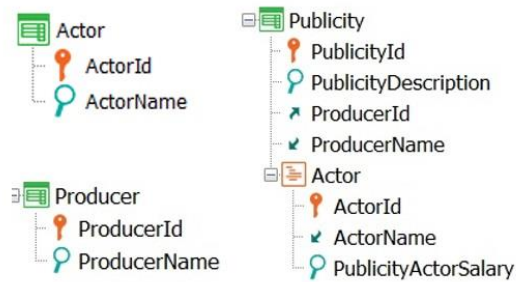 Actor
ActorId
ActorName
Producer
ProducerId
ProducerName
Publicity
PublicityId
PublicityDescription
ProducerId
ProducerName
Actor
ActorId
ActorName
PublicityActorSalary